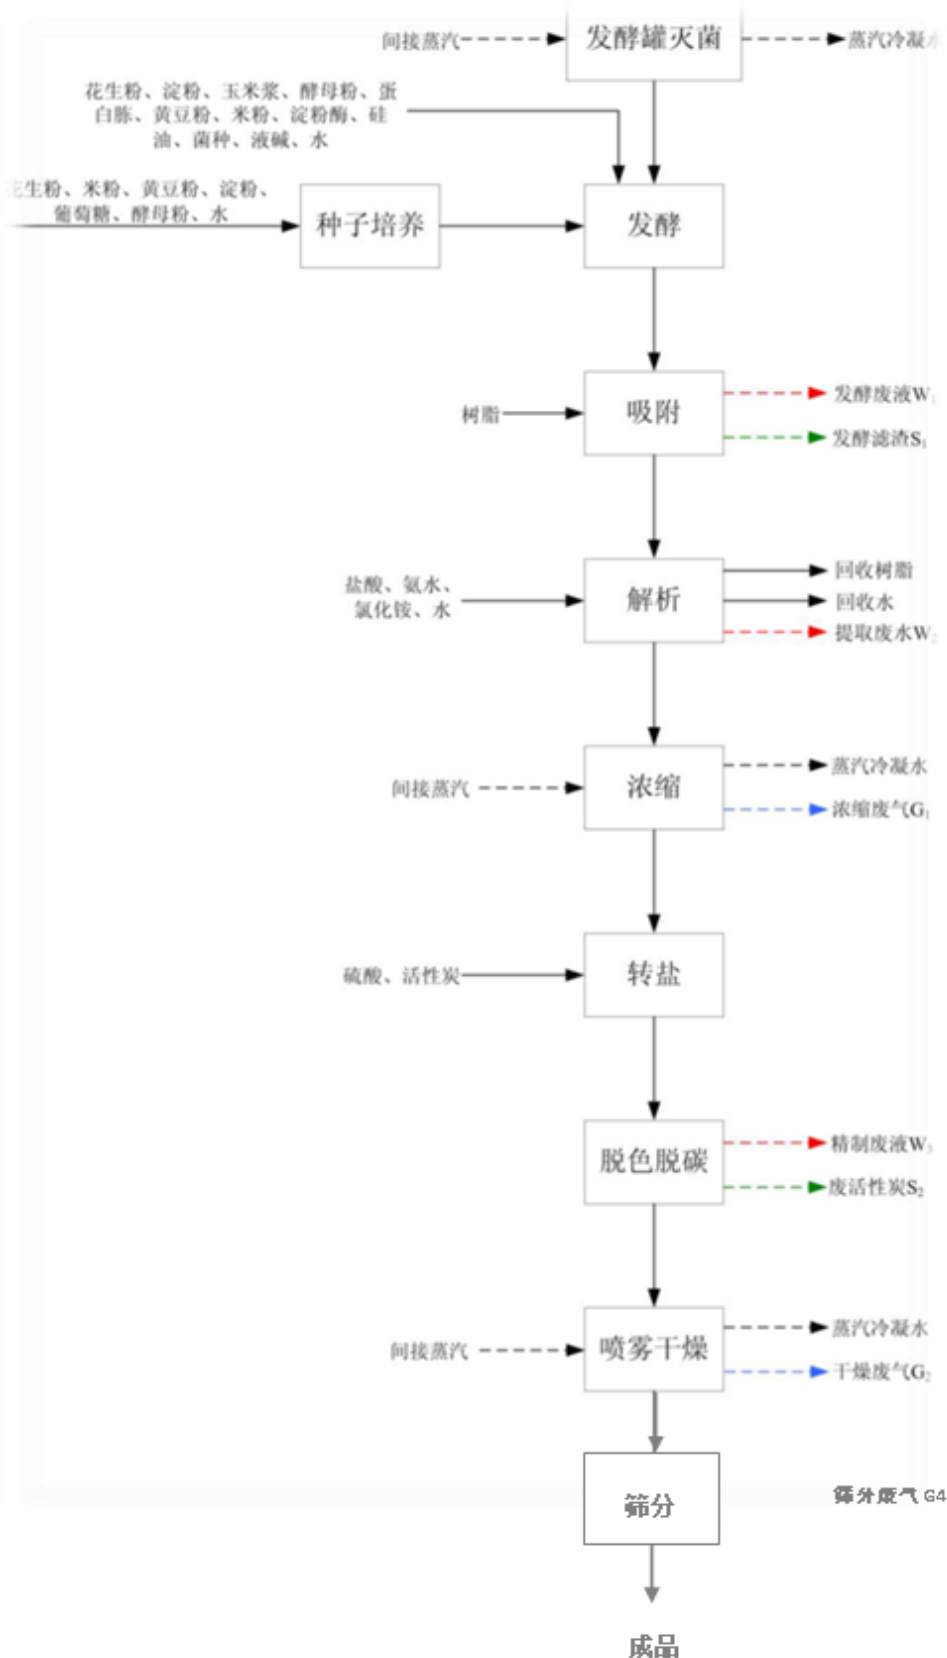 间接蒸汽
发酵罐灭菌
蒸汽冷凝水
花生粉、淀粉、玉米浆、酵母粉、蛋
白胨、黄豆粉、米粉、淀粉酶、硅
油、菌种、液碱、水
花生粉、米粉、黄豆粉、淀粉、
葡萄糖、酵母粉、水
种子培养
发酵
树脂
吸附
发酵废液W1
发酵滤渣S1
盐酸、氨水、
氯化铵、水
解析
回收树脂
回收水
提取废水W2
间接蒸汽
浓缩
蒸汽冷凝水
浓缩废气G1
硫酸、活性炭
转盐
脱色脱碳
精制废液W3
废活性炭S2
间接蒸汽
喷雾干燥
蒸汽冷凝水
干燥废气G2
筛分
筛分废气 G4
成品